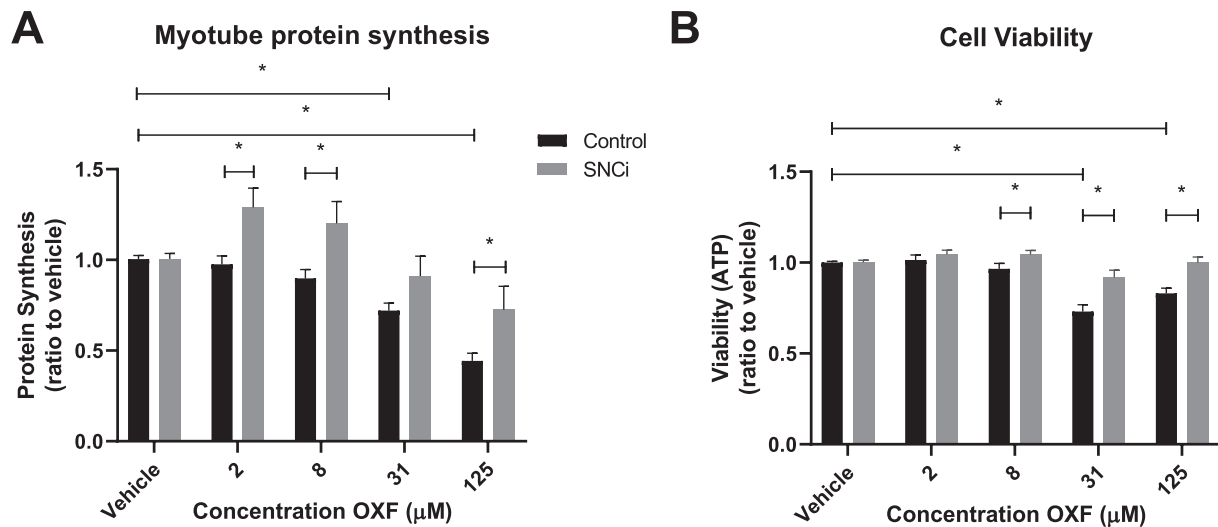 A
Myotube protein synthesis
*
*
*
*
*
Control
SNCi
Protein Synthesis
(ratio to vehicle)
1.5
1.0
0.5
0.0
Vehicle
2
8
31
125
Concentration OXF (μM)
B
Cell Viability
*
*
*
*
*
Viability (ATP)
(ratio to vehicle)
1.5
1.0
0.5
0.0
Vehicle
2
8
31
125
Concentration OXF (μM)